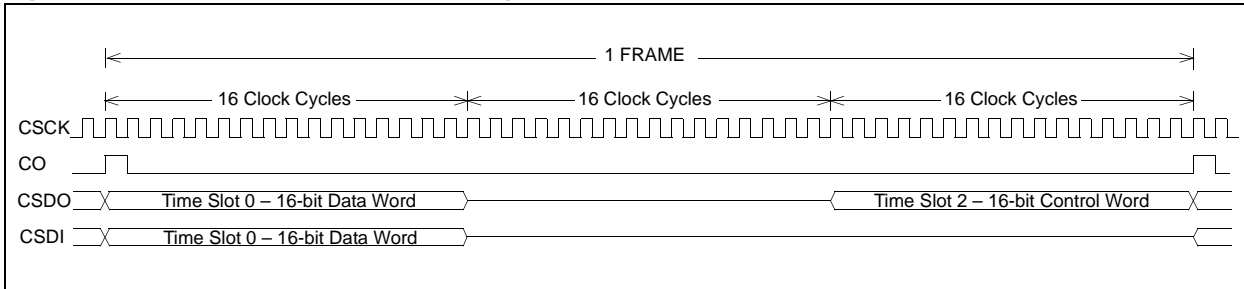 1 FRAME
16 Clock Cycles 16 Clock Cycles 16 Clock Cycles
CSCK
CO
CSDO Time Slot 0 – 16-bit Data Word Time Slot 2 – 16-bit Control Word
CSDI Time Slot 0 – 16-bit Data Word